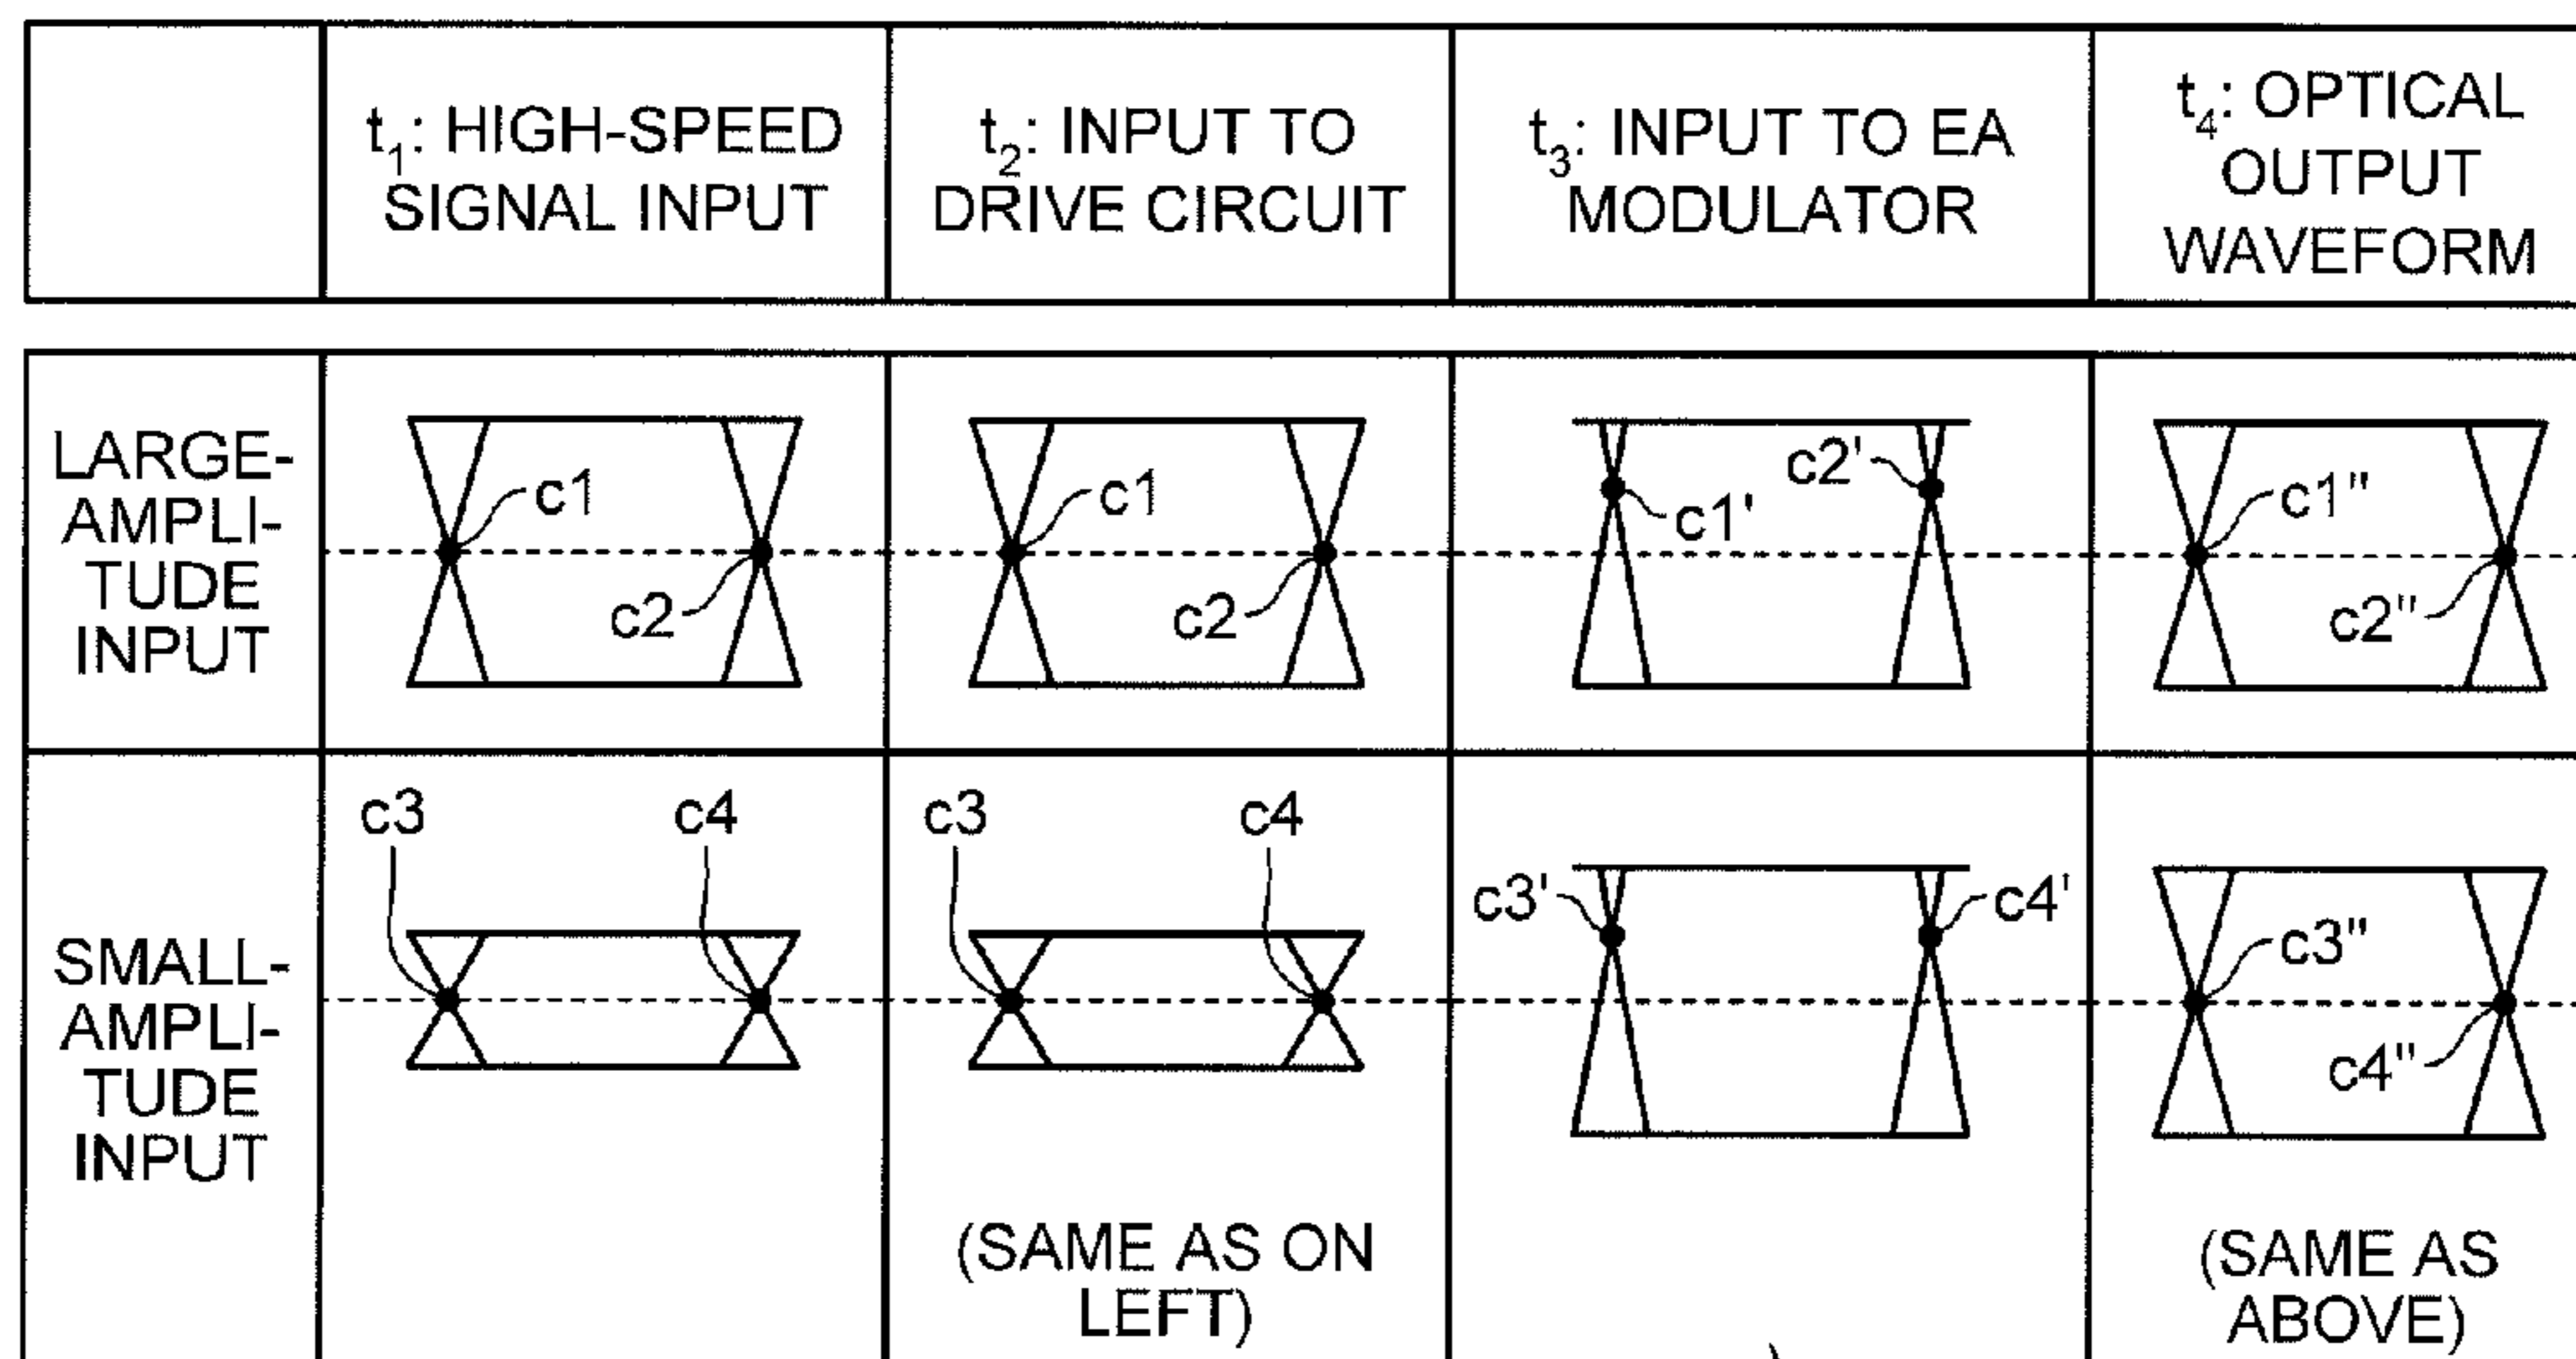 t1: HIGH-SPEED
SIGNAL INPUT
t2: INPUT TO
DRIVE CIRCUIT
t3: INPUT TO EA
MODULATOR
t4: OPTICAL
OUTPUT
WAVEFORM
LARGE-
AMPLI-
TUDE
INPUT
c1
c2
c1
c2
c1'
c2'
c1"
c2"
SMALL-
AMPLI-
TUDE
INPUT
c3
c4
c3
c4
(SAME AS ON
LEFT)
c3'
c4'
c3"
c4"
(SAME AS
ABOVE)